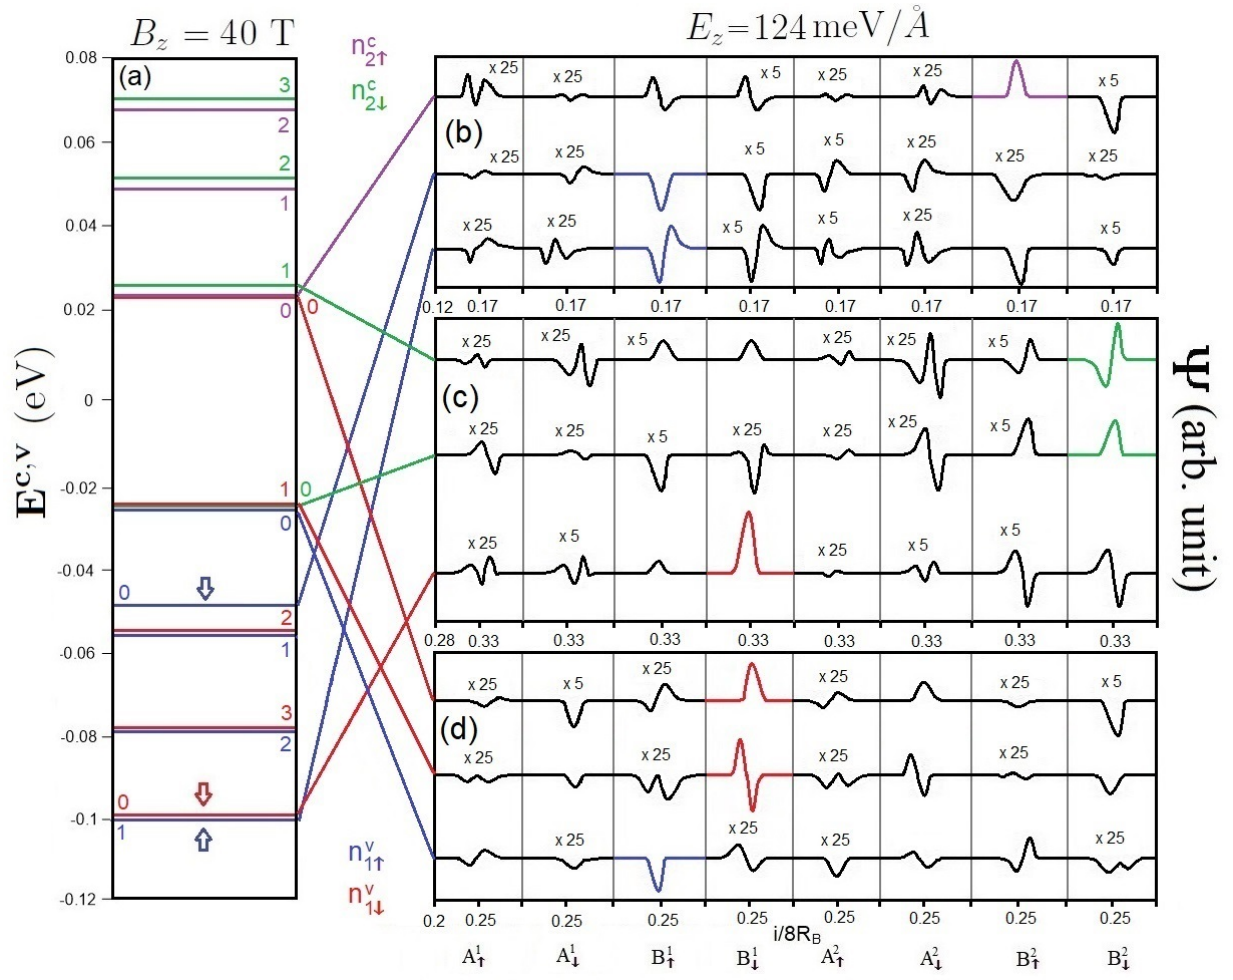 B_z = 40 T
E_z = 124 meV/Å
n^c_{2↑}
n^c_{2↓}
(a)
0.08
0.06
0.04
0.02
0
-0.02
-0.04
-0.06
-0.08
-0.1
-0.12
E^{c,v} (eV)
3
2
2
1
1
0
0
1
0
0
0
2
1
3
2
0
1
n^v_{1↑}
n^v_{1↓}
(b)
x 25
x 25
x 5
x 25
x 25
x 5
x 25
x 25
x 5
x 5
x 25
x 25
x 25
x 25
x 25
x 5
x 5
x 25
x 5
0.12 0.17 0.17 0.17 0.17 0.17 0.17 0.17 0.17
(c)
x 25
x 25
x 5
x 25
x 25
x 5
x 25
x 25
x 5
x 25
x 25
x 25
x 5
x 25
x 5
x 25
x 5
x 5
0.28 0.33 0.33 0.33 0.33 0.33 0.33 0.33 0.33
(d)
x 25
x 5
x 25
x 25
x 25
x 5
x 25
x 25
x 25
x 25
x 25
x 25
x 25
x 25
0.2 0.25 0.25 0.25 0.25 0.25 0.25 0.25 0.25
i/8R_B
A^1_↑ A^1_↓ B^1_↑ B^1_↓ A^2_↑ A^2_↓ B^2_↑ B^2_↓
Ψ (arb. unit)